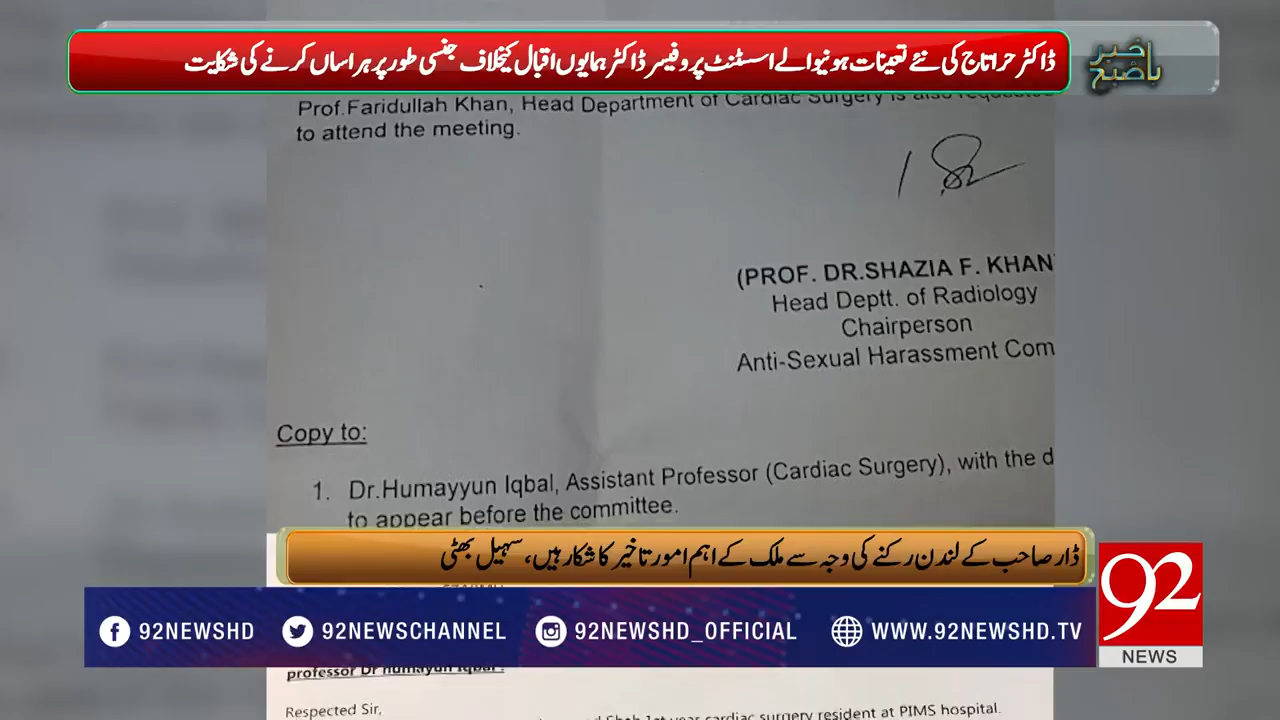 ڈاکٹر حرا تاج کی نئے تعینات ہونیوالے اسسٹنٹ پروفیسر ڈاکٹر ہمایوں اقبال کیخلاف جنسی طور پر ہراساں کرنے کی شکایت
خبر
باصبح
Prof.Faridullah Khan, Head Department of Cardiac Surgery is also requested
to attend the meeting.
(PROF. DR.SHAZIA F. KHAN
Head Deptt. of Radiology
Chairperson
Anti-Sexual Harassment Com
Copy to:
1. Dr.Humayyun Iqbal, Assistant Professor (Cardiac Surgery), with the d
to appear before the committee.
ڈار صاحب کے لندن رکنے کی وجہ سے ملک کے اہم امور تاخیر کا شکار ہیں، سہیل بھٹی
92NEWSHD 92NEWSCHANNEL 92NEWSHD_OFFICIAL WWW.92NEWSHD.TV
92
NEWS
professor Dr Humayun Iqbal.
Respected Sir,
1st year cardiac surgery resident at PIMS hospital.